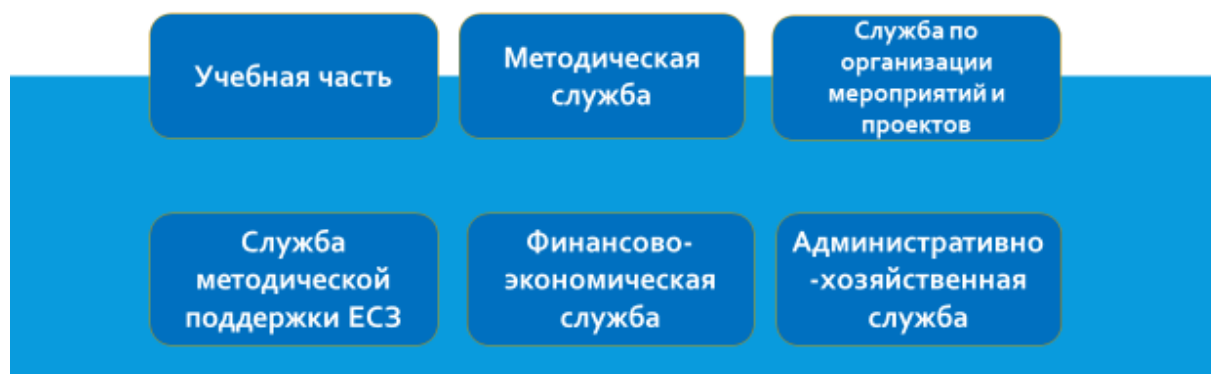 Учебная часть
Методическая
служба
Служба по
организации
мероприятий и
проектов
Служба
методической
поддержки ЕСЗ
Финансово-
экономическая
служба
Административно
-хозяйственная
служба